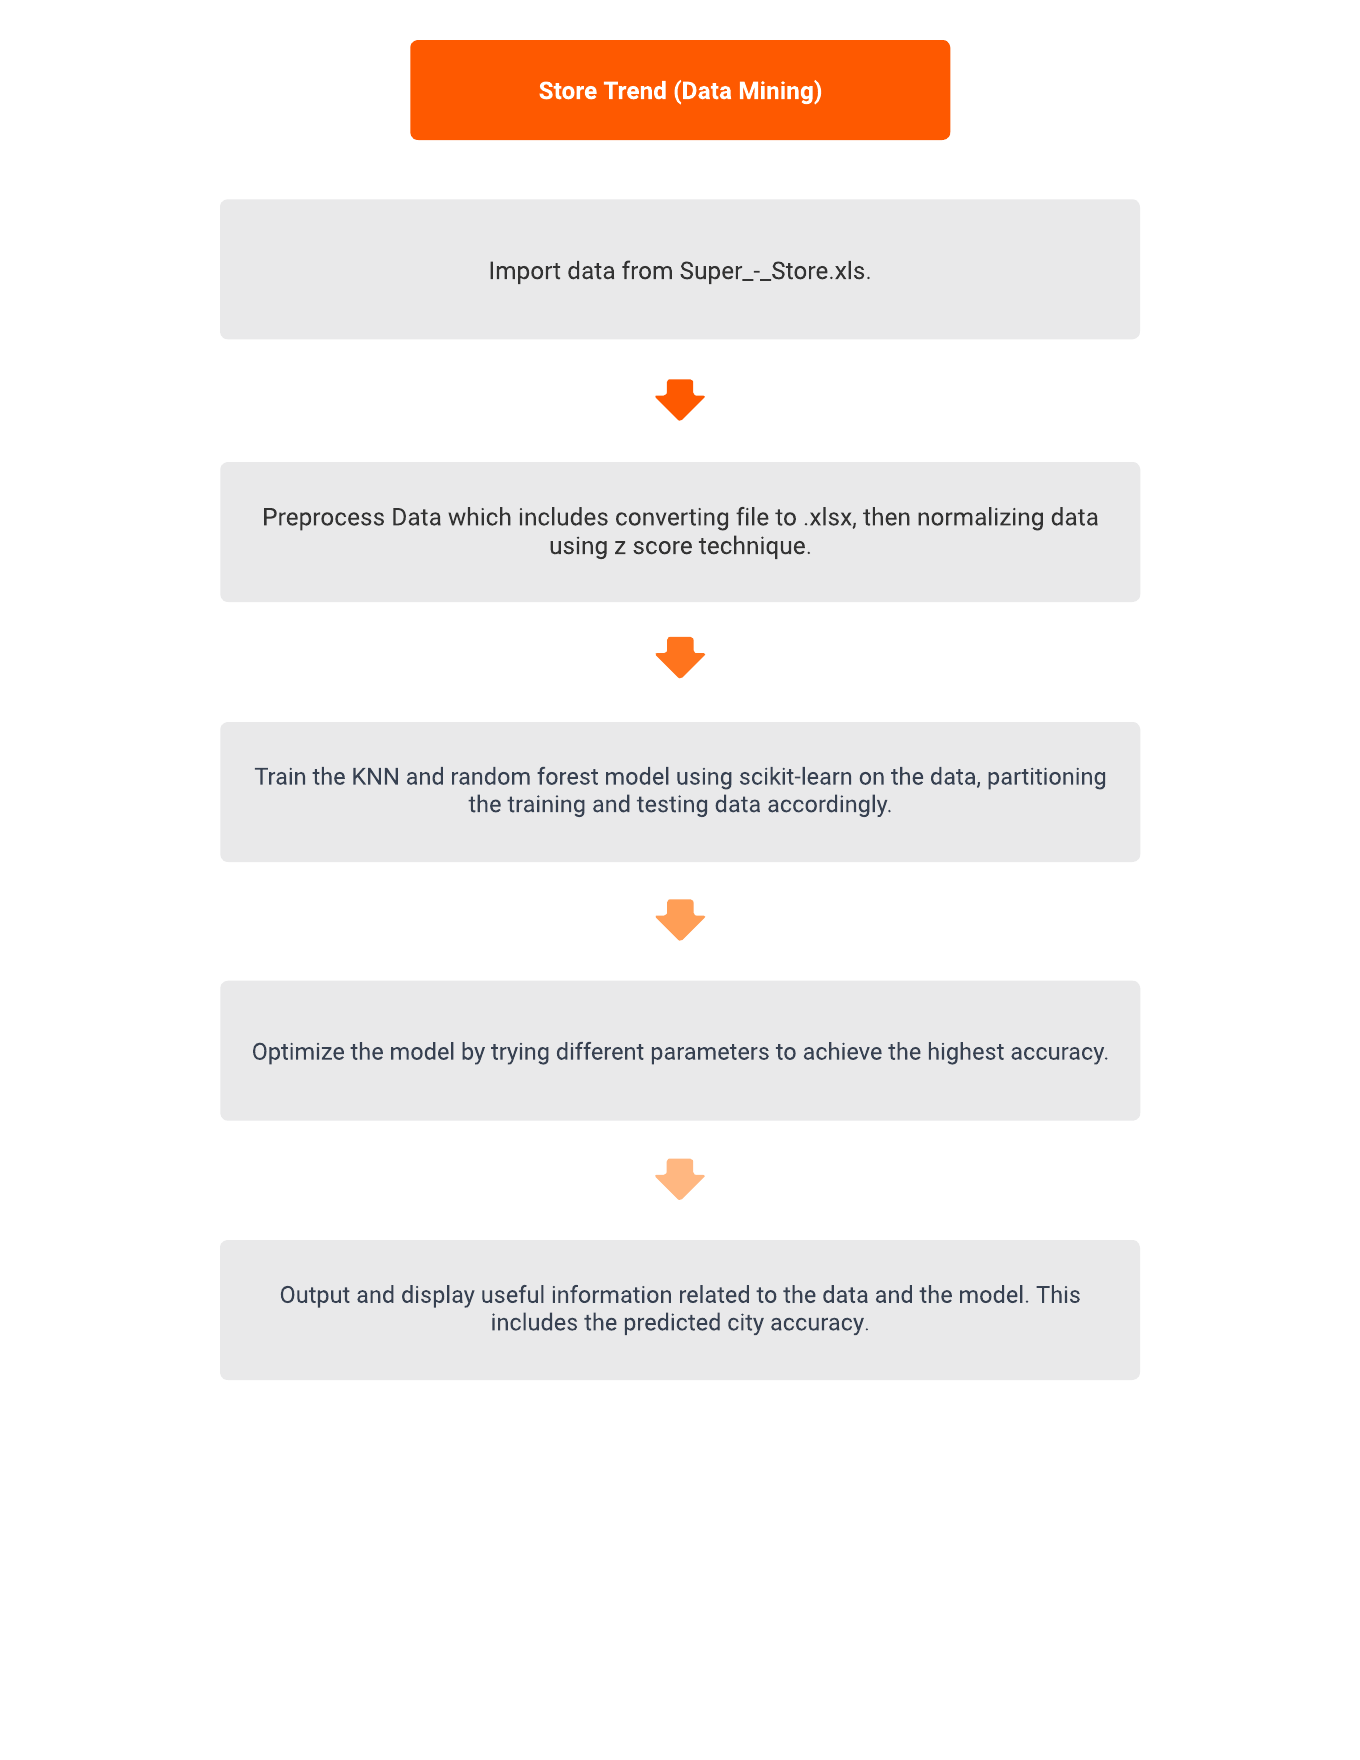 Store Trend (Data Mining)
Import data from Super_-_Store.xls.
Preprocess Data which includes converting file to .xlsx, then normalizing data
using z score technique.
Train the KNN and random forest model using scikit-learn on the data, partitioning
the training and testing data accordingly.
Optimize the model by trying different parameters to achieve the highest accuracy.
Output and display useful information related to the data and the model. This
includes the predicted city accuracy.